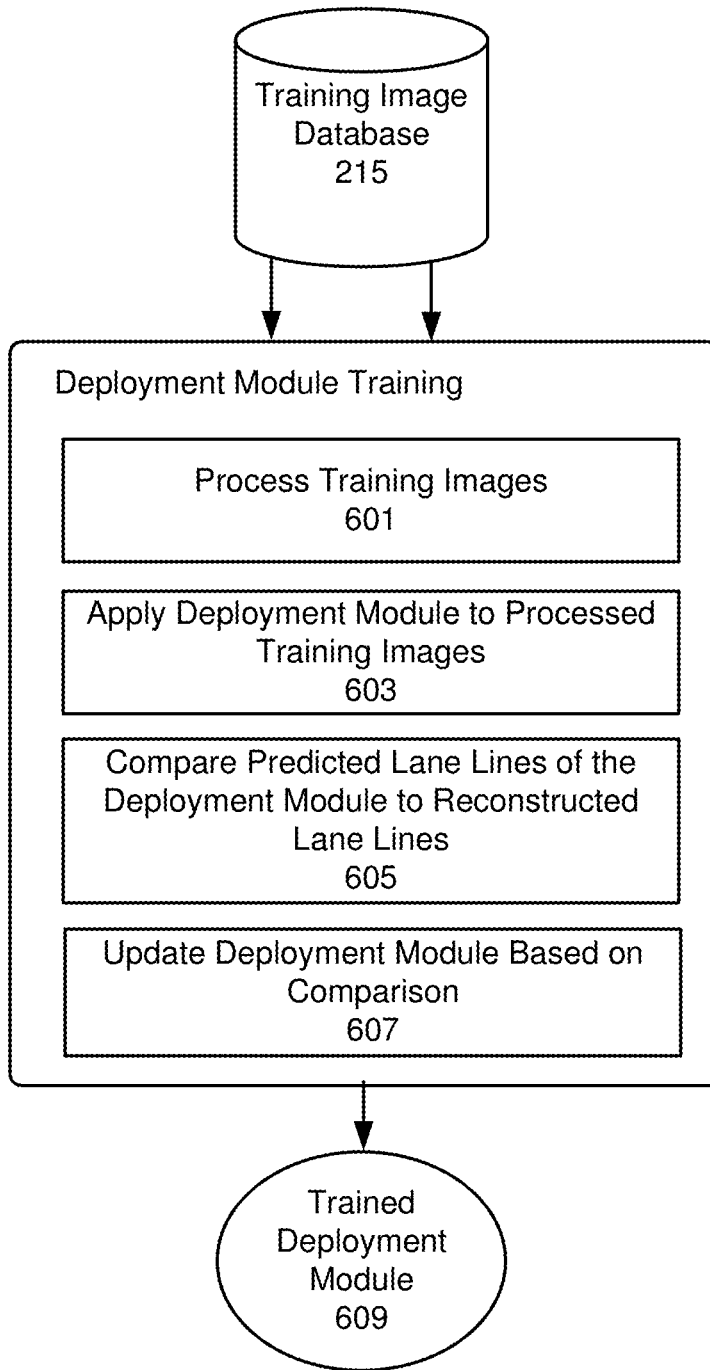 Training Image
Database
215
Deployment Module Training
Process Training Images
601
Apply Deployment Module to Processed
Training Images
603
Compare Predicted Lane Lines of the
Deployment Module to Reconstructed
Lane Lines
605
Update Deployment Module Based on
Comparison
607
Trained
Deployment
Module
609